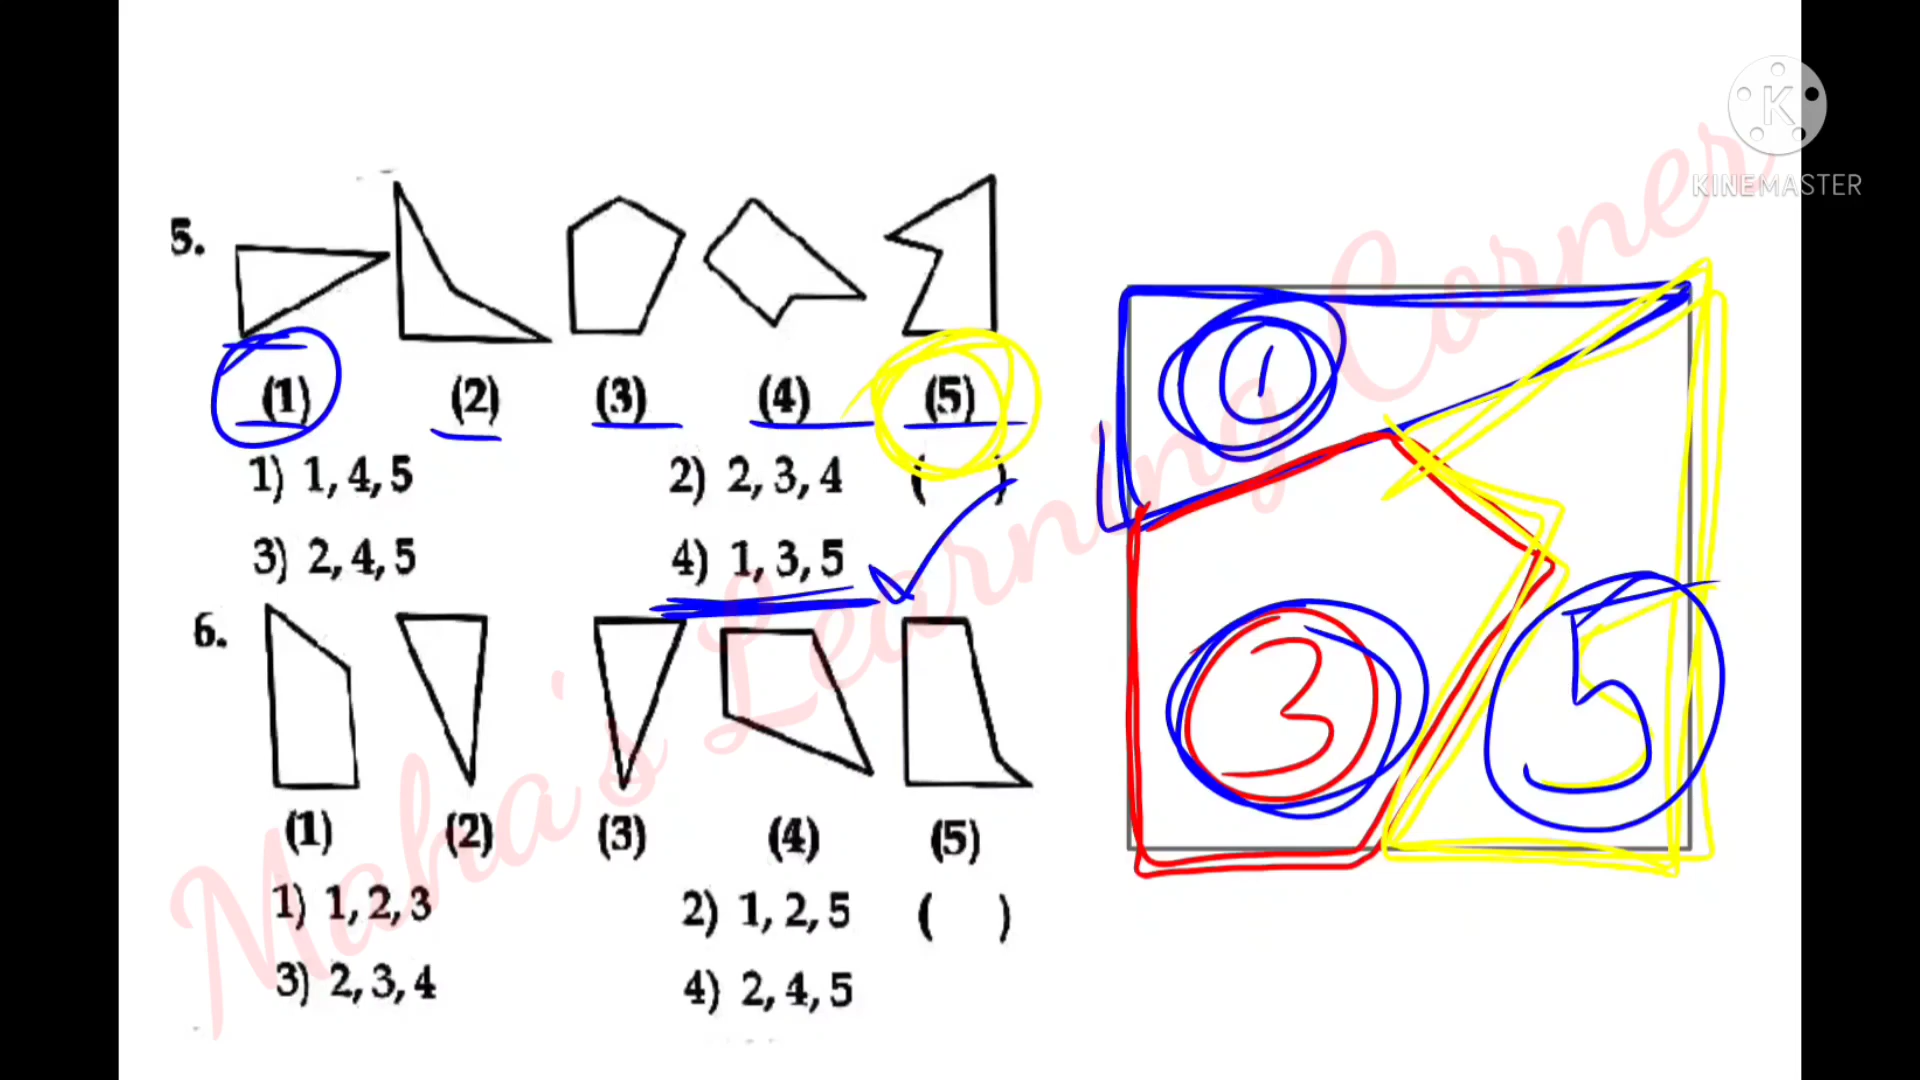 K
KINEMASTER
5.
(1) (2) (3) (4) (5)
1) 1, 4, 5 2) 2, 3, 4 ( )
3) 2, 4, 5 4) 1, 3, 5
6.
(1) (2) (3) (4) (5)
1) 1, 2, 3 2) 1, 2, 5 ( )
3) 2, 3, 4 4) 2, 4, 5
1
3
5
Maha's Learning Corner